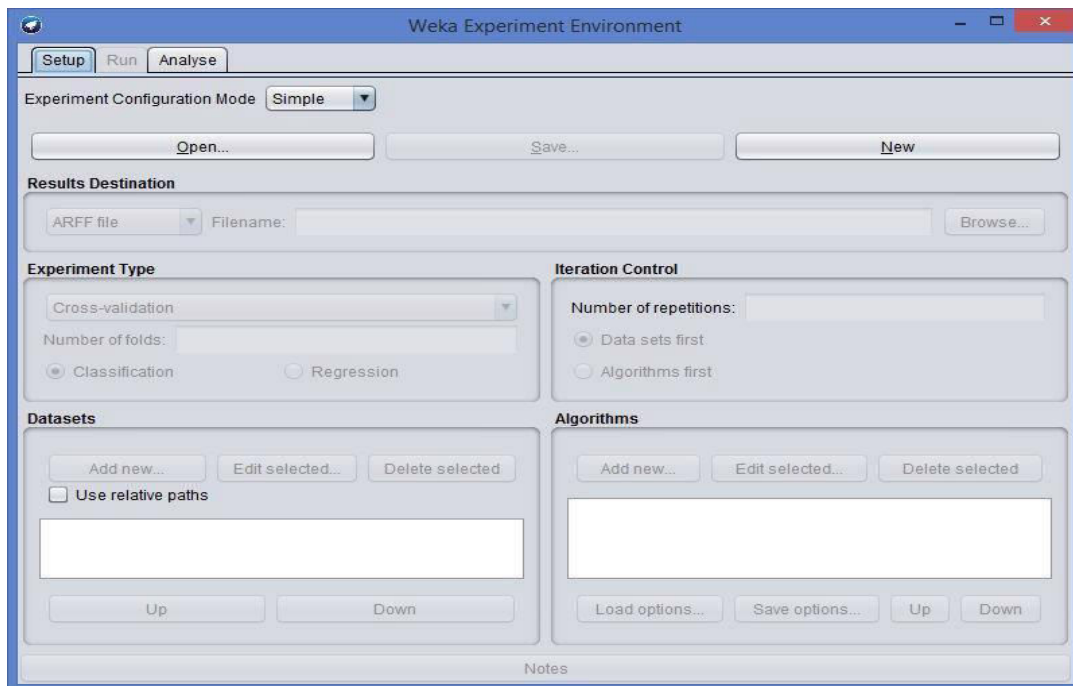 Weka Experiment Environment
Setup Run Analyse
Experiment Configuration Mode Simple
Open... Save... New
Results Destination
ARFF file Filename: Browse...
Experiment Type
Cross-validation
Number of folds:
Classification Regression
Iteration Control
Number of repetitions:
Data sets first
Algorithms first
Datasets
Add new... Edit selected... Delete selected
Use relative paths
Up Down
Algorithms
Add new... Edit selected... Delete selected
Load options... Save options... Up Down
Notes